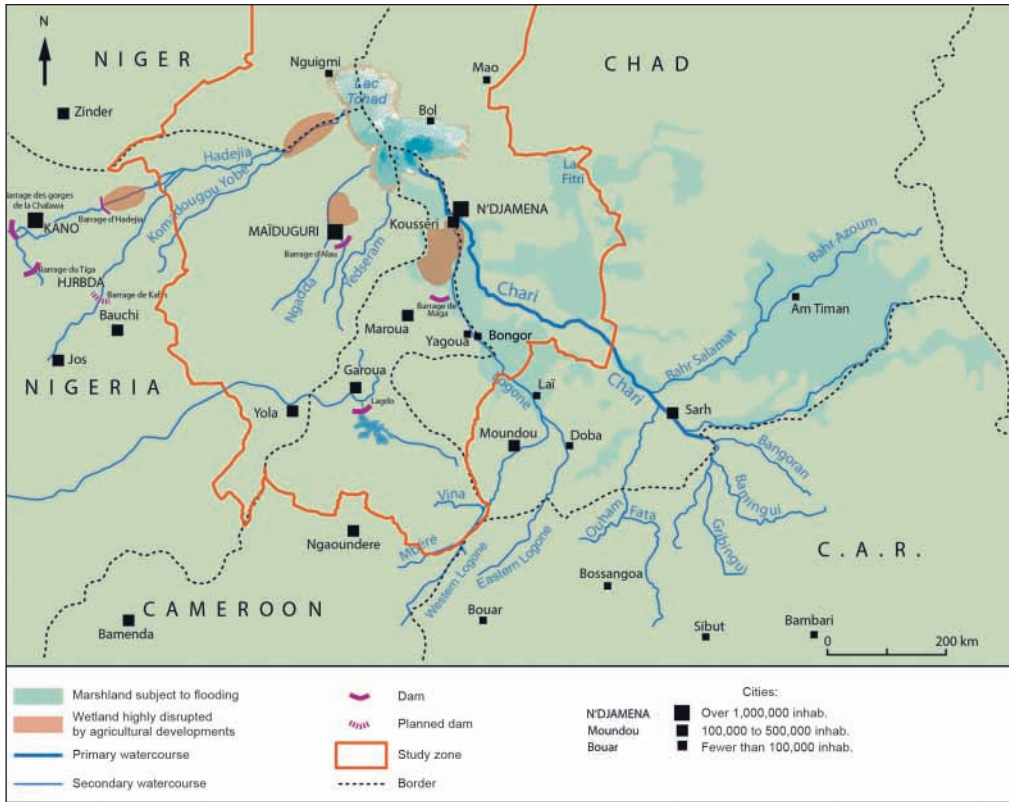 N
NIGER
CHAD
Nguigmi
Mao
Lac
Tchad
Bol
Zinder
Hadejia
La
Fitri
Barrage des gorges
de la Chalawa
KANO
Barrage d'Hadejia
Komadougou Yobé
N'DJAMENA
Kousséri
MAÏDUGURI
Barrage d'Alau
Yedseram
Ngadda
Bahr Azoum
Barrage du Tiga
HJRBDA
Barrage de Kafin
Bauchi
Chari
Am Timan
Barrage de
Maga
Maroua
Yagoua
Bongor
Jos
NIGERIA
Garoua
Lagdo
Yola
Logone
Laï
Chari
Bahr Salamat
Sarh
Moundou
Doba
Bangoran
Bamingui
Gribingui
Vina
Mbéré
Ouham
Fata
Ngaoundere
Western Logone
Eastern Logone
C.A.R.
Bossangoa
CAMEROON
Bamenda
Bouar
Sibut
Bambari
0 200 km
Marshland subject to flooding
Wetland highly disrupted
by agricultural developments
Primary watercourse
Secondary watercourse
Dam
Planned dam
Study zone
Border
Cities:
N'DJAMENA Over 1,000,000 inhab.
Moundou 100,000 to 500,000 inhab.
Bouar Fewer than 100,000 inhab.